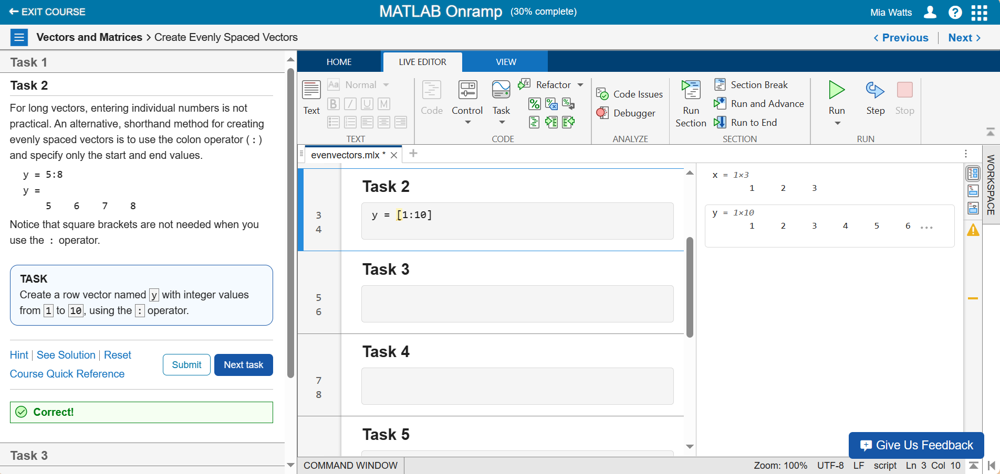 EXIT COURSE
MATLAB Onramp (30% complete)
Mia Watts
Vectors and Matrices > Create Evenly Spaced Vectors
< Previous
Next >
Task 1
Task 2
For long vectors, entering individual numbers is not
practical. An alternative, shorthand method for creating
evenly spaced vectors is to use the colon operator (:)
and specify only the start and end values.
y = 5:8
y =
5 6 7 8
Notice that square brackets are not needed when you
use the : operator.
TASK
Create a row vector named y with integer values
from 1 to 10, using the : operator.
Hint | See Solution | Reset
Course Quick Reference
Submit
Next task
Correct!
Task 3
HOME
LIVE EDITOR
VIEW
Text
Aa Normal
B I U M
TEXT
Code
Control
Task
Refactor
CODE
Code Issues
Debugger
ANALYZE
Run
Section
Section Break
Run and Advance
Run to End
SECTION
Run
Step
Stop
RUN
evenvectors.mlx *
Task 2
3
y = [1:10]
4
Task 3
5
6
Task 4
7
8
Task 5
x = 1×3
1 2 3
y = 1×10
1 2 3 4 5 6 ...
WORKSPACE
Give Us Feedback
COMMAND WINDOW
Zoom: 100% UTF-8 LF script Ln 3 Col 10